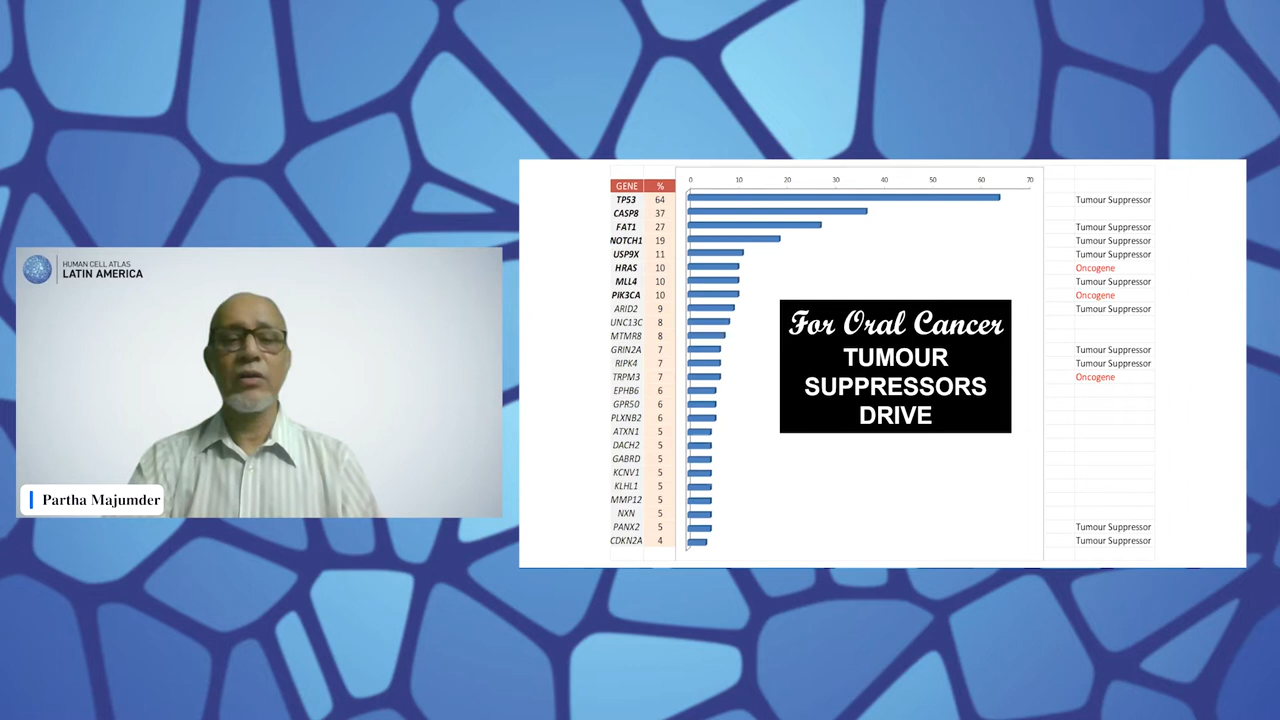 HUMAN CELL ATLAS
LATIN AMERICA
Partha Majumder
0 10 20 30 40 50 60 70
GENE %
TP53 64 Tumour Suppressor
CASP8 37
FAT1 27 Tumour Suppressor
NOTCH1 19 Tumour Suppressor
USP9X 11 Tumour Suppressor
HRAS 10 Oncogene
MLL4 10 Tumour Suppressor
PIK3CA 10 Oncogene
ARID2 9 Tumour Suppressor
UNC13C 8
MTMR8 8
GRIN2A 7 Tumour Suppressor
RIPK4 7 Tumour Suppressor
TRPM3 7 Oncogene
EPHB6 6
GPR50 6
PLXNB2 6
ATXN1 5
DACH2 5
GABRD 5
KCNV1 5
KLHL1 5
MMP12 5
NXN 5
PANX2 5 Tumour Suppressor
CDKN2A 4 Tumour Suppressor
For Oral Cancer
TUMOUR
SUPPRESSORS
DRIVE